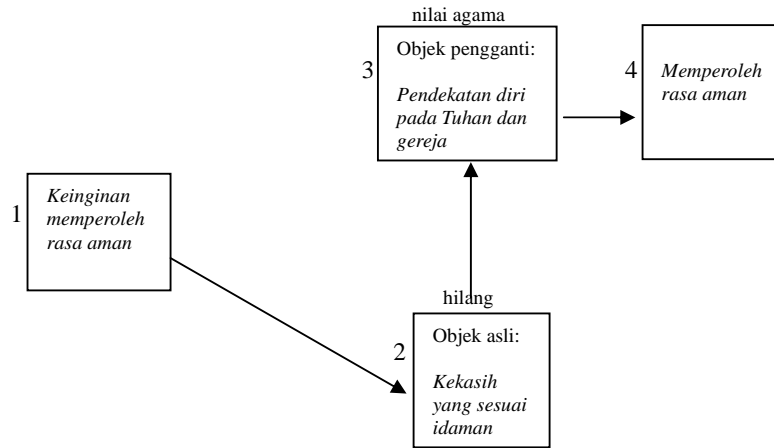 nilai agama
3
Objek pengganti:
Pendekatan diri
pada Tuhan dan
gereja
4
Memperoleh
rasa aman
1
Keinginan
memperoleh
rasa aman
hilang
2
Objek asli:
Kekasih
yang sesuai
idaman